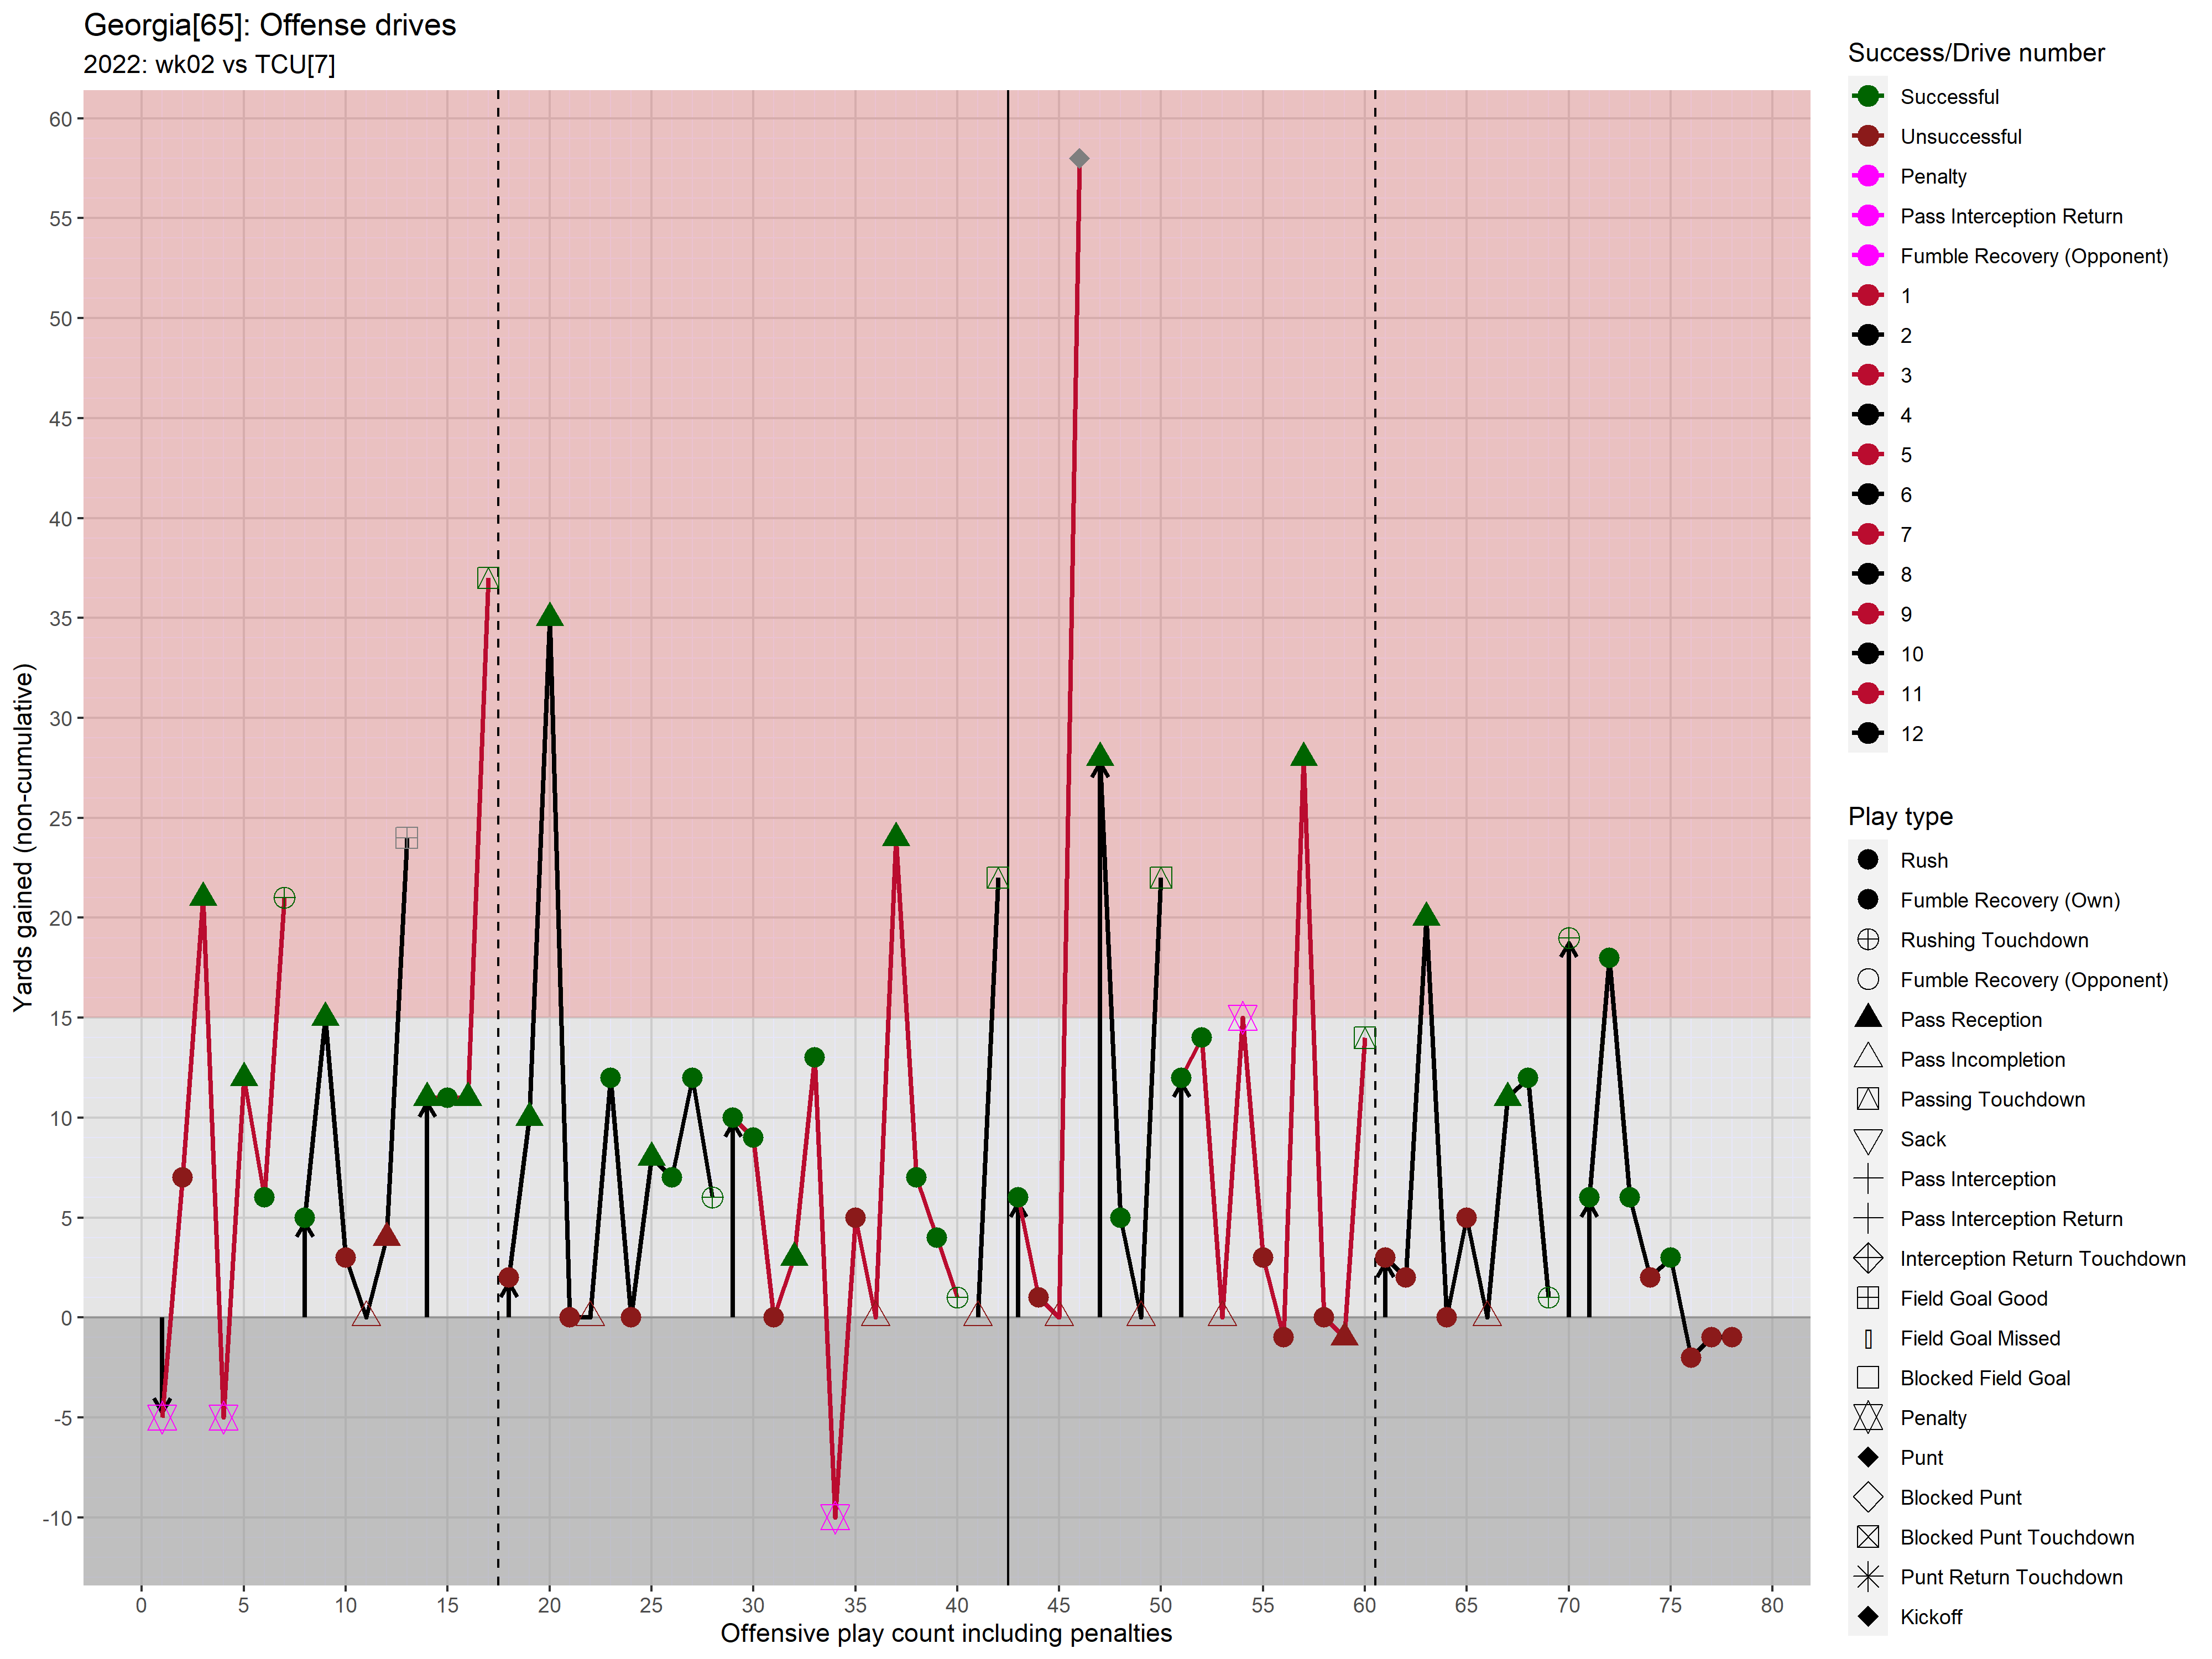 Georgia[65]: Offense drives
2022: wk02 vs TCU[7]
60
55
50
45
40
35
30
25
20
15
10
5
0
-5
-10
Yards gained (non-cumulative)
0 5 10 15 20 25 30 35 40 45 50 55 60 65 70 75 80
Offensive play count including penalties
Success/Drive number
Successful
Unsuccessful
Penalty
Pass Interception Return
Fumble Recovery (Opponent)
1
2
3
4
5
6
7
8
9
10
11
12
Play type
Rush
Fumble Recovery (Own)
Rushing Touchdown
Fumble Recovery (Opponent)
Pass Reception
Pass Incompletion
Passing Touchdown
Sack
Pass Interception
Pass Interception Return
Interception Return Touchdown
Field Goal Good
Field Goal Missed
Blocked Field Goal
Penalty
Punt
Blocked Punt
Blocked Punt Touchdown
Punt Return Touchdown
Kickoff